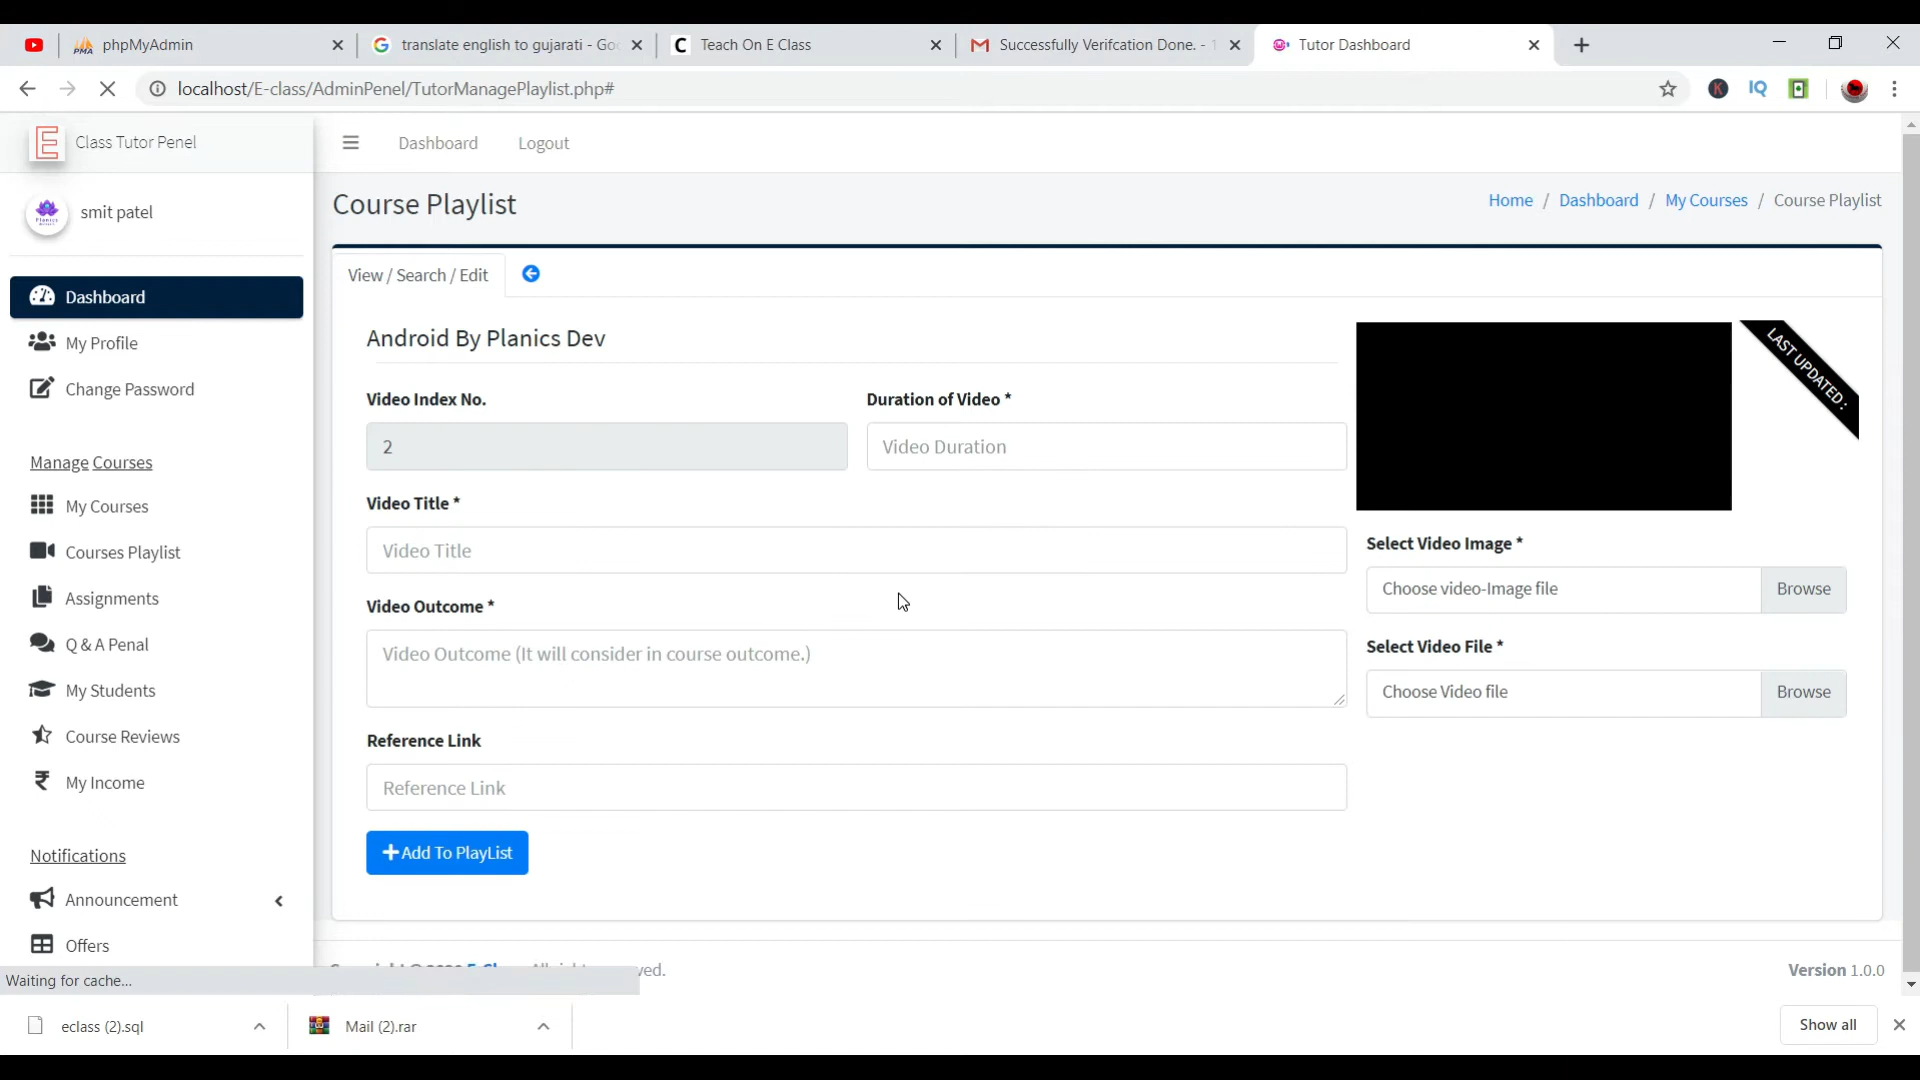 phpMyAdmin
translate english to gujarati - Goo
Teach On E Class
Successfully Verifcation Done. -
Tutor Dashboard
localhost/E-class/AdminPenel/TutorManagePlaylist.php#
K
IQ
E
Class Tutor Penel
Dashboard
Logout
smit patel
Course Playlist
Home / Dashboard / My Courses / Course Playlist
Dashboard
My Profile
Change Password
Manage Courses
My Courses
Courses Playlist
Assignments
Q & A Penal
My Students
Course Reviews
My Income
Notifications
Announcement
Offers
View / Search / Edit
Android By Planics Dev
LAST UPDATED :
Video Index No.
Duration of Video *
2
Video Duration
Video Title *
Video Title
Video Outcome *
Video Outcome (It will consider in course outcome.)
Reference Link
Reference Link
Add To PlayList
Select Video Image *
Choose video-Image file
Browse
Select Video File *
Choose Video file
Browse
Version 1.0.0
Waiting for cache...
eclass (2).sql
Mail (2).rar
Show all